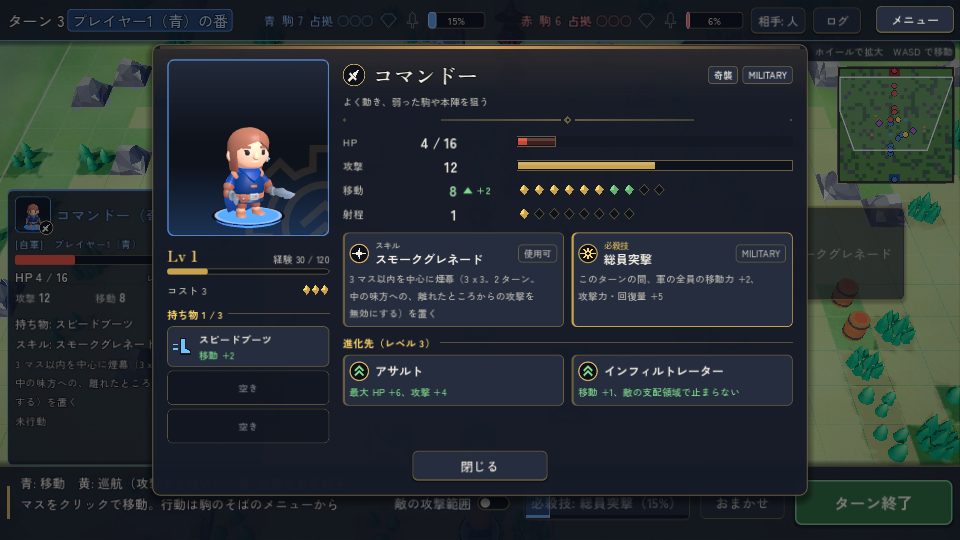 ターン 3 プレイヤー1（青）の番
青 駒 7 占拠
15%
赤 駒 6 占拠
6%
相手: 人
ログ
メニュー
ホイールで拡大 WASD で移動
コマンドー
奇襲
MILITARY
よく動き、弱った駒や本陣を狙う
HP 4 / 16
攻撃 12
移動 8 ▲ +2
射程 1
Lv 1
経験 30 / 120
コスト 3
持ち物 1 / 3
スピードブーツ
移動 +2
空き
空き
スキル
スモークグレネード
使用可
3 マス以内を中心に煙幕（3 x 3。2 ターン、
中の味方への、離れたところからの攻撃を
無効にする）を置く
必殺技
総員突撃
MILITARY
このターンの間、軍の全員の移動力 +2、
攻撃力・回復量 +5
進化先（レベル 3）
アサルト
最大 HP +6、攻撃 +4
インフィルトレーター
移動 +1、敵の支配領域で止まらない
閉じる
コマンドー（
[自軍] プレイヤー1（青）
HP 4 / 16
攻撃 12 移動 8
持ち物: スピードブーツ
スキル: スモークグレネード
3 マス以内を中心に煙幕（3 x
中の味方への、離れたところ
する）を置く
未行動
クグレネード
青: 移動 黄: 巡航（攻
マスをクリックで移動。行動は駒のそばのメニューから
敵の攻撃範囲
必殺技: 総員突撃（15%）
おまかせ
ターン終了